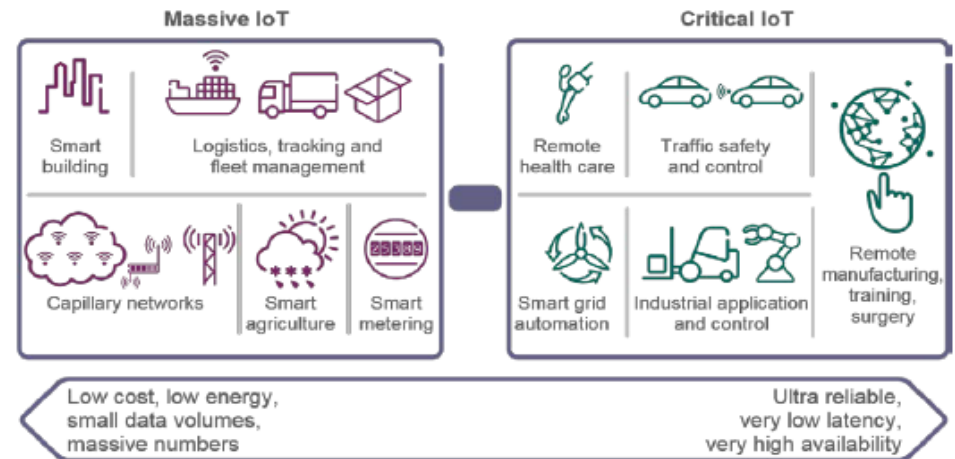 Massive IoT
Critical IoT
Smart
building
Logistics, tracking and
fleet management
Capillary networks
Smart
agriculture
Smart
metering
Remote
health care
Traffic safety
and control
Smart grid
automation
Industrial application
and control
Remote
manufacturing,
training,
surgery
Low cost, low energy,
small data volumes,
massive numbers
Ultra reliable,
very low latency,
very high availability